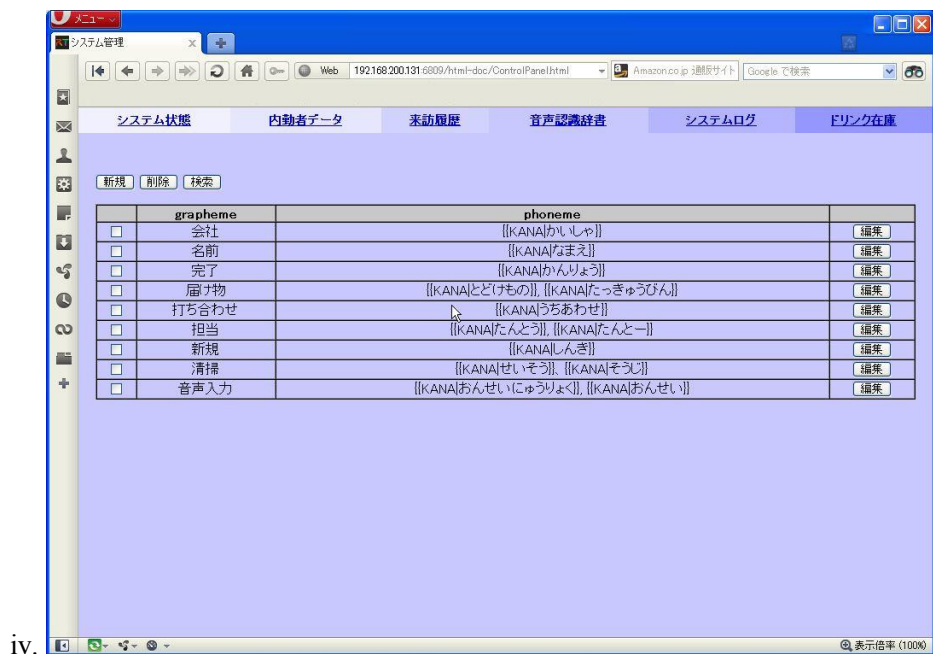 メニュー
システム管理 x
Web 192.168.200.131:6809/html-doc/ControlPanel.html Amazon.co.jp 通販サイト Google で検索
システム状態 内勤者データ 来訪履歴 音声認識辞書 システムログ ドリンク在庫
新規 削除 検索
grapheme phoneme
会社 {{KANA|かいしゃ}} 編集
名前 {{KANA|なまえ}} 編集
完了 {{KANA|かんりょう}} 編集
届け物 {{KANA|とどけもの}}, {{KANA|たっきゅうびん}} 編集
打ち合わせ {{KANA|うちあわせ}} 編集
担当 {{KANA|たんとう}}, {{KANA|たんとー}} 編集
新規 {{KANA|しんき}} 編集
清掃 {{KANA|せいそう}}, {{KANA|そうじ}} 編集
音声入力 {{KANA|おんせいにゅうりょく}}, {{KANA|おんせい}} 編集
iv. 表示倍率 (100%)